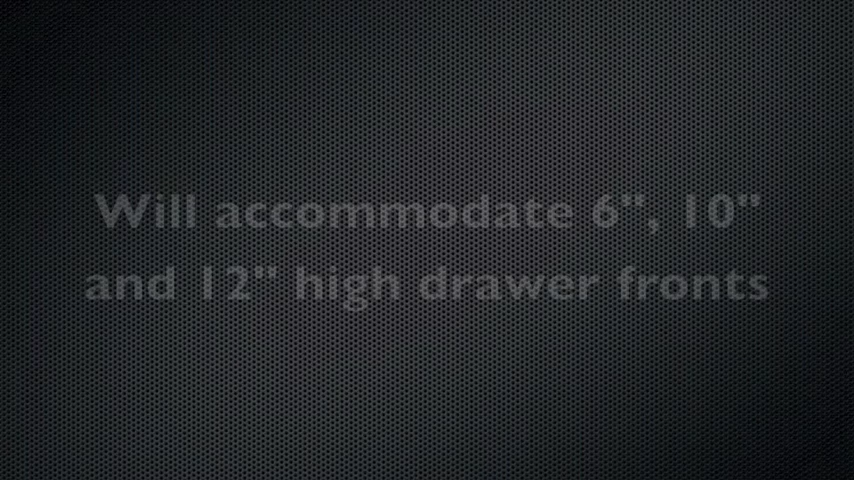 Will accommodate 6", 10"
and 12" high drawer fronts